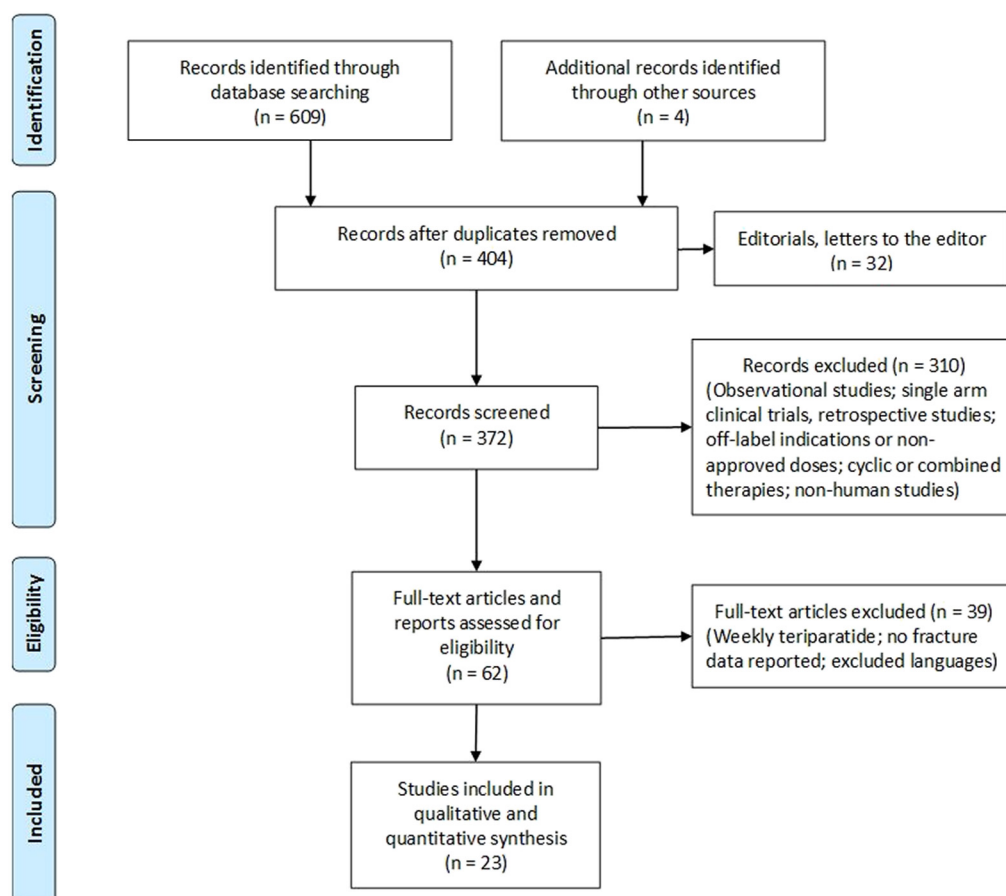 Identification
Records identified through
database searching
(n = 609)
Additional records identified
through other sources
(n = 4)
Screening
Records after duplicates removed
(n = 404)
Editorials, letters to the editor
(n = 32)
Records screened
(n = 372)
Records excluded (n = 310)
(Observational studies; single arm
clinical trials, retrospective studies;
off-label indications or non-
approved doses; cyclic or combined
therapies; non-human studies)
Eligibility
Full-text articles and
reports assessed for
eligibility
(n = 62)
Full-text articles excluded (n = 39)
(Weekly teriparatide; no fracture
data reported; excluded languages)
Included
Studies included in
qualitative and
quantitative synthesis
(n = 23)